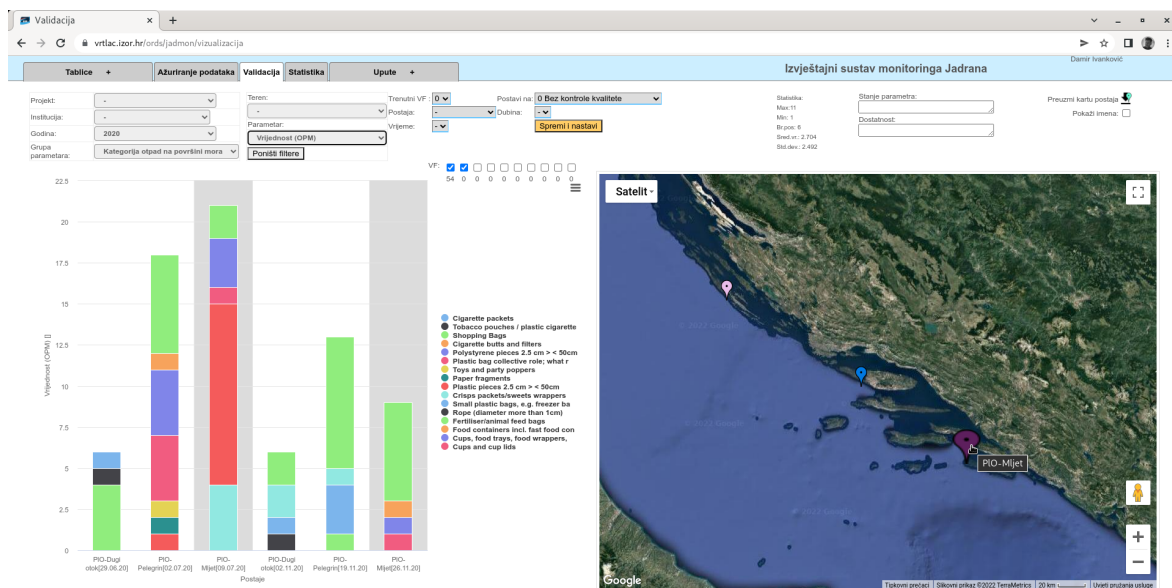 Validacija
vrtlac.izor.hr/ords/jadmon/vizualizacija
Damir Ivanković
Tablice +
Ažuriranje podataka
Validacija
Statistika
Upute +
Izvještajni sustav monitoringa Jadrana
Projekt: -
Institucija: -
Godina: 2020
Grupa parametara: Kategorija otpad na površini mora
Teren:
-
Parametar:
Vrijednost (OPM)
Poništi filtere
Trenutni VF : 0
Postavi na: 0 Bez kontrole kvalitete
Postaja: -
Dubina: -
Vrijeme: -
Spremi i nastavi
Statistika:
Max:11
Min: 1
Br.pos: 6
Sred.vr.: 2.704
Std.dev.: 2.492
Stanje parametra:
Dostatnost:
Preuzmi kartu postaja
Pokaži imena:
VF:
54 0 0 0 0 0 0 0 0 0
22.5
20
17.5
15
12.5
10
7.5
5
2.5
0
Vrijednost (OPM) []
PlO-Dugi otok[29.06.20]
PlO-Pelegrin[02.07.20]
PlO-Mljet[09.07.20]
PlO-Dugi otok[02.11.20]
PlO-Pelegrin[19.11.20]
PlO-Mljet[26.11.20]
Postaje
Cigarette packets
Tobacco pouches / plastic cigarette
Shopping Bags
Cigarette butts and filters
Polystyrene pieces 2.5 cm > < 50cm
Plastic bag collective role; what r
Toys and party poppers
Paper fragments
Plastic pieces 2.5 cm > < 50cm
Crisps packets/sweets wrappers
Small plastic bags, e.g. freezer ba
Rope (diameter more than 1cm)
Fertiliser/animal feed bags
Food containers incl. fast food con
Cups, food trays, food wrappers,
Cups and cup lids
Satelit
PlO-Mljet
Google
Tipkovni prečaci
Slikovni prikaz ©2022 TerraMetrics
20 km
Uvjeti pružanja usluge